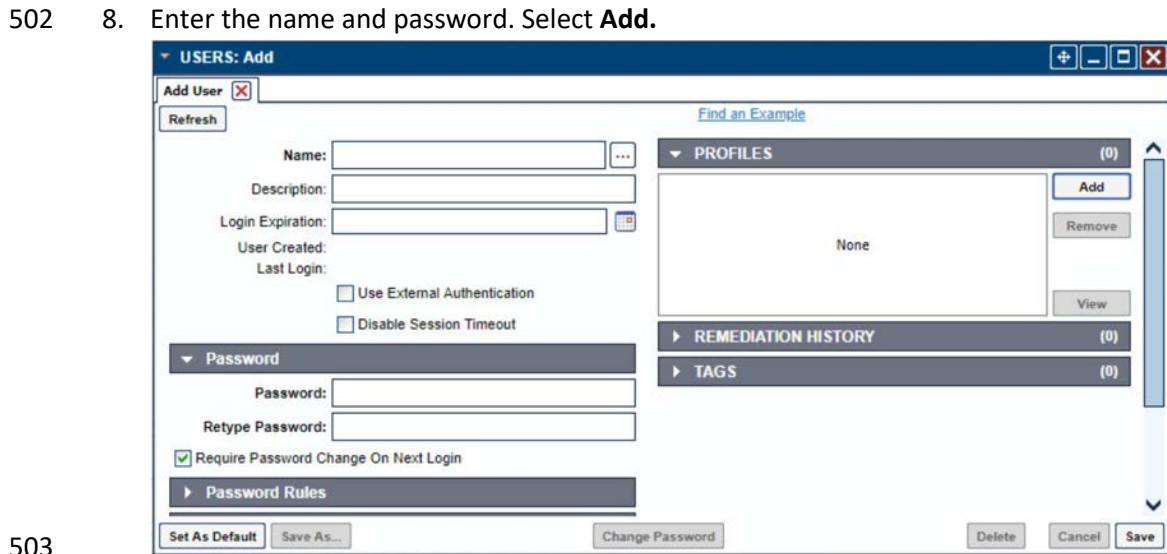 502 8. Enter the name and password. Select Add.
USERS: Add
Add User
Refresh
Find an Example
Name:
...
Description:
Login Expiration:
User Created:
Last Login:
Use External Authentication
Disable Session Timeout
Password
Password:
Retype Password:
Require Password Change On Next Login
Password Rules
PROFILES (0)
None
Add
Remove
View
REMEDIATION HISTORY (0)
TAGS (0)
Set As Default Save As... Change Password Delete Cancel Save
503